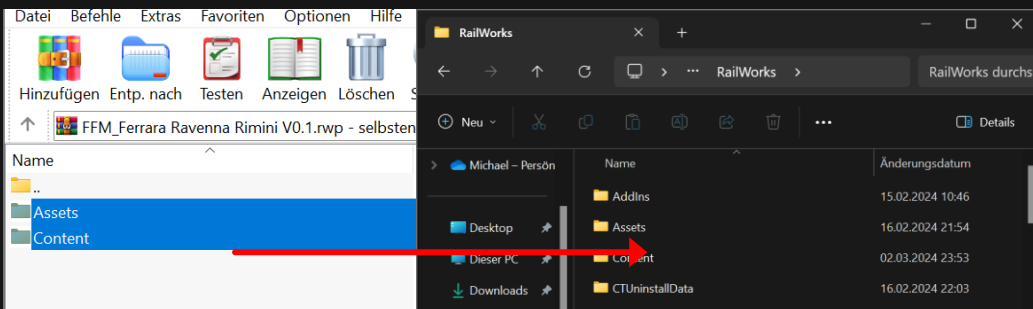 Datei Befehle Extras Favoriten Optionen Hilfe
Hinzufügen Entp. nach Testen Anzeigen Löschen
FFM_Ferrara Ravenna Rimini V0.1.rwp - selbsten
Name
..
Assets
Content
RailWorks
RailWorks
RailWorks durchs
Neu
Details
Michael – Persön
Desktop
Dieser PC
Downloads
Name Änderungsdatum
AddIns 15.02.2024 10:46
Assets 16.02.2024 21:54
Content 02.03.2024 23:53
CTUninstallData 16.02.2024 22:03